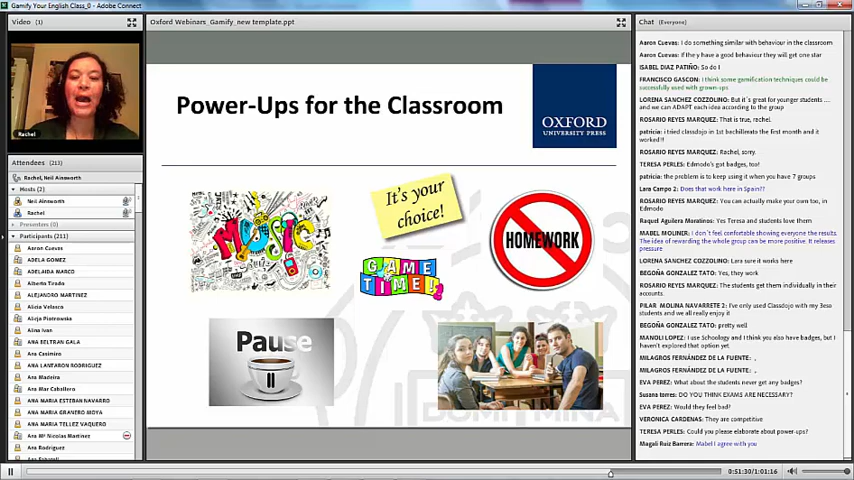 Gamify Your English Class_0 - Adobe Connect
Video (1)
Rachel
Attendees (213)
Rachel, Neil Ainsworth
Hosts (2)
Neil Ainsworth
Rachel
Presenters (0)
Participants (211)
Aaron Cuevas
ADELA GOMEZ
ADELAIDA MARCO
Alberto Tirado
ALEJANDRO MARTINEZ
Alicia Velasco
Alicja Piotrowska
Alina Ivan
ANA BELTRAN GALA
Ana Casimiro
ANA LANTARON RODRIGUEZ
Ana Madeira
Ana Mar Caballero
ANA MARIA ESTEBAN NAVARRO
ANA MARIA GRANERO MOYA
ANA MARIA TELLEZ VAQUERO
Ana Mª Nicolas Martinez
Ana Rodriguez
Oxford Webinars_Gamify_new template.ppt
Power-Ups for the Classroom
OXFORD
UNIVERSITY PRESS
MUSIC
It's your
choice!
GAME
TIME!
HOMEWORK
Pause
DOMI MINA
Chat (Everyone)
Aaron Cuevas: I do something similar with behaviour in the classroom
Aaron Cuevas: If the y have a good behaviour they will get one star
ISABEL DIAZ PATIÑO: So do I
FRANCISCO GASCON: I think some gamification techniques could be
successfully used with grown-ups
LORENA SANCHEZ COZZOLINO: But it´s great for younger students ...
and we can ADAPT each idea according to the group
ROSARIO REYES MARQUEZ: That is true, rachel.
patricia: I tried classdojo in 1st bachillerato the first month and it
worked!!
ROSARIO REYES MARQUEZ: Rachel, sorry.
TERESA PERLES: Edmodo's got badges, too!
patricia: the problem is to keep using it when you have 7 groups
Lara Campo 2: Does that work here in Spain??
ROSARIO REYES MARQUEZ: You can actually make your own too, in
Edmodo
Raquel Aguilera Moratinos: Yes Teresa and students love them
MABEL MOLINER: I don´t feel comfortable showing everyone the results.
The idea of rewarding the whole group can be more positive. It releases
pressure
LORENA SANCHEZ COZZOLINO: Lara sure it works here
BEGOÑA GONZALEZ TATO: Yes, they work
ROSARIO REYES MARQUEZ: The students get them individually in their
accounts.
PILAR MOLINA NAVARRETE 2: I've only used Classdojo with my 3eso
students and we all really enjoy it
BEGOÑA GONZALEZ TATO: pretty well
MANOLI LOPEZ: I use Schoology and I think you also have badges, but I
haven't explored that option yet
MILAGROS FERNÁNDEZ DE LA FUENTE: ,
MILAGROS FERNÁNDEZ DE LA FUENTE: ,
EVA PEREZ: What about the students never get any badges?
Susana torres: DO YOU THINK EXAMS ARE NECESSARY?
EVA PEREZ: Would they feel bad?
VERONICA CARDENAS: They are competitive
TERESA PERLES: Could you please elaborate about power-ups?
Magali Ruiz Barrera: Mabel I agree with you
0:51:30/1:01:16